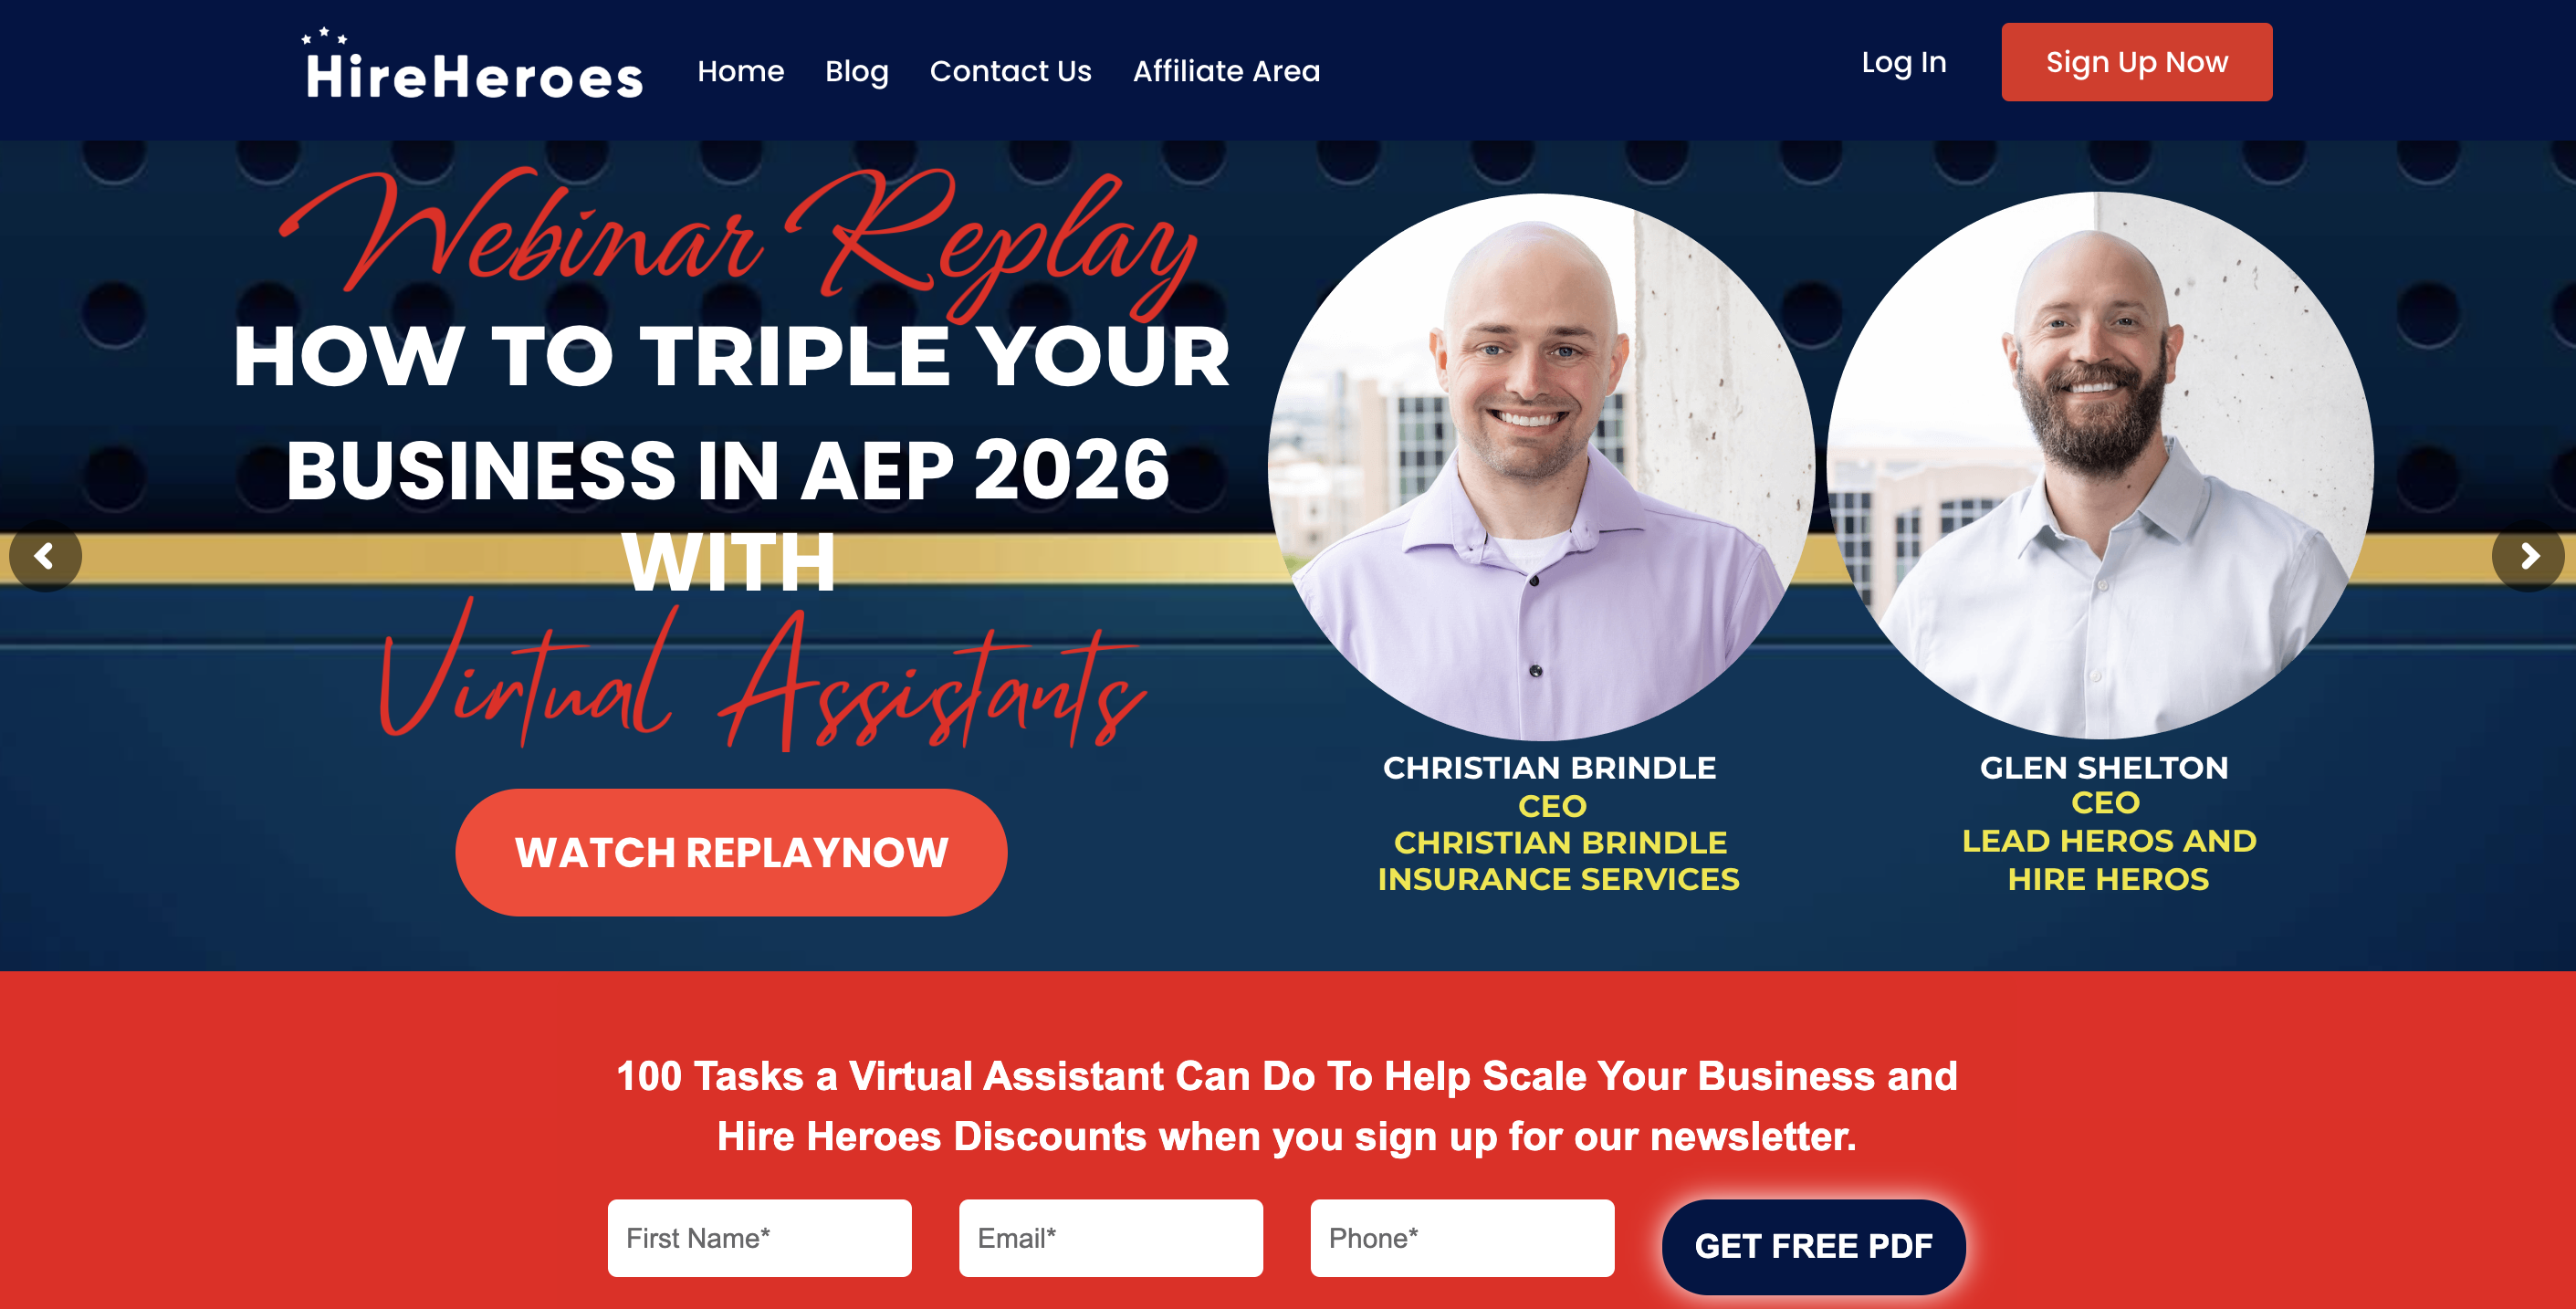 HireHeroes
Home Blog Contact Us Affiliate Area
Log In Sign Up Now
Webinar Replay
HOW TO TRIPLE YOUR
BUSINESS IN AEP 2026
WITH
Virtual Assistants
WATCH REPLAYNOW
CHRISTIAN BRINDLE
CEO
CHRISTIAN BRINDLE
INSURANCE SERVICES
GLEN SHELTON
CEO
LEAD HEROS AND
HIRE HEROS
100 Tasks a Virtual Assistant Can Do To Help Scale Your Business and
Hire Heroes Discounts when you sign up for our newsletter.
First Name* Email* Phone* GET FREE PDF